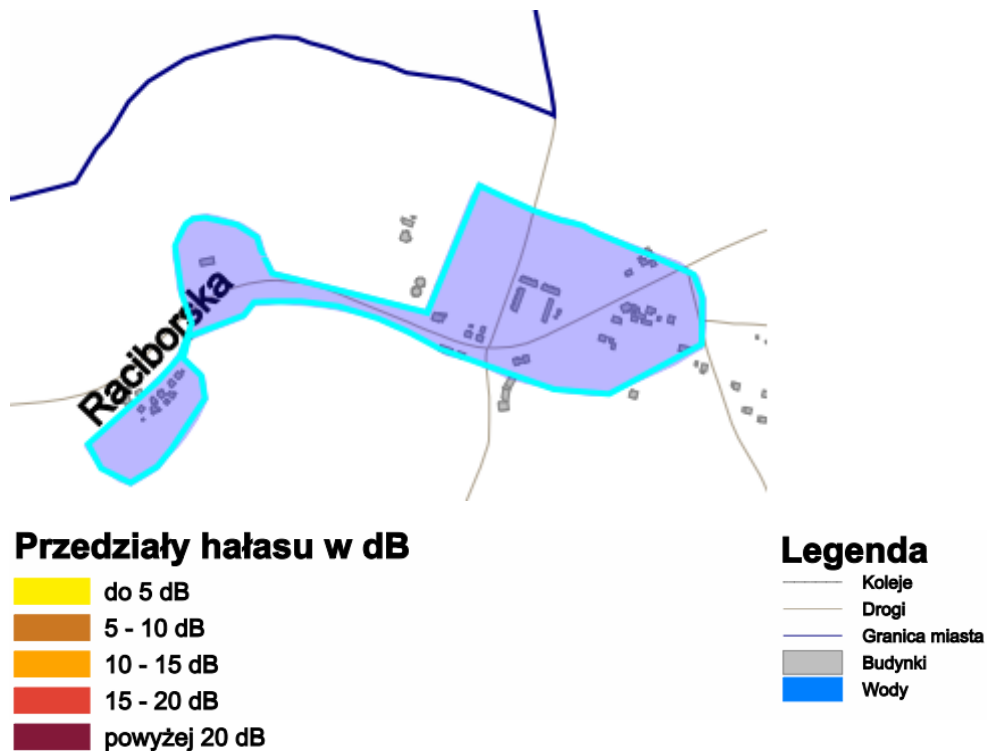 Raciborska
Przedziały hałasu w dB
do 5 dB
5 - 10 dB
10 - 15 dB
15 - 20 dB
powyżej 20 dB
Legenda
Koleje
Drogi
Granica miasta
Budynki
Wody